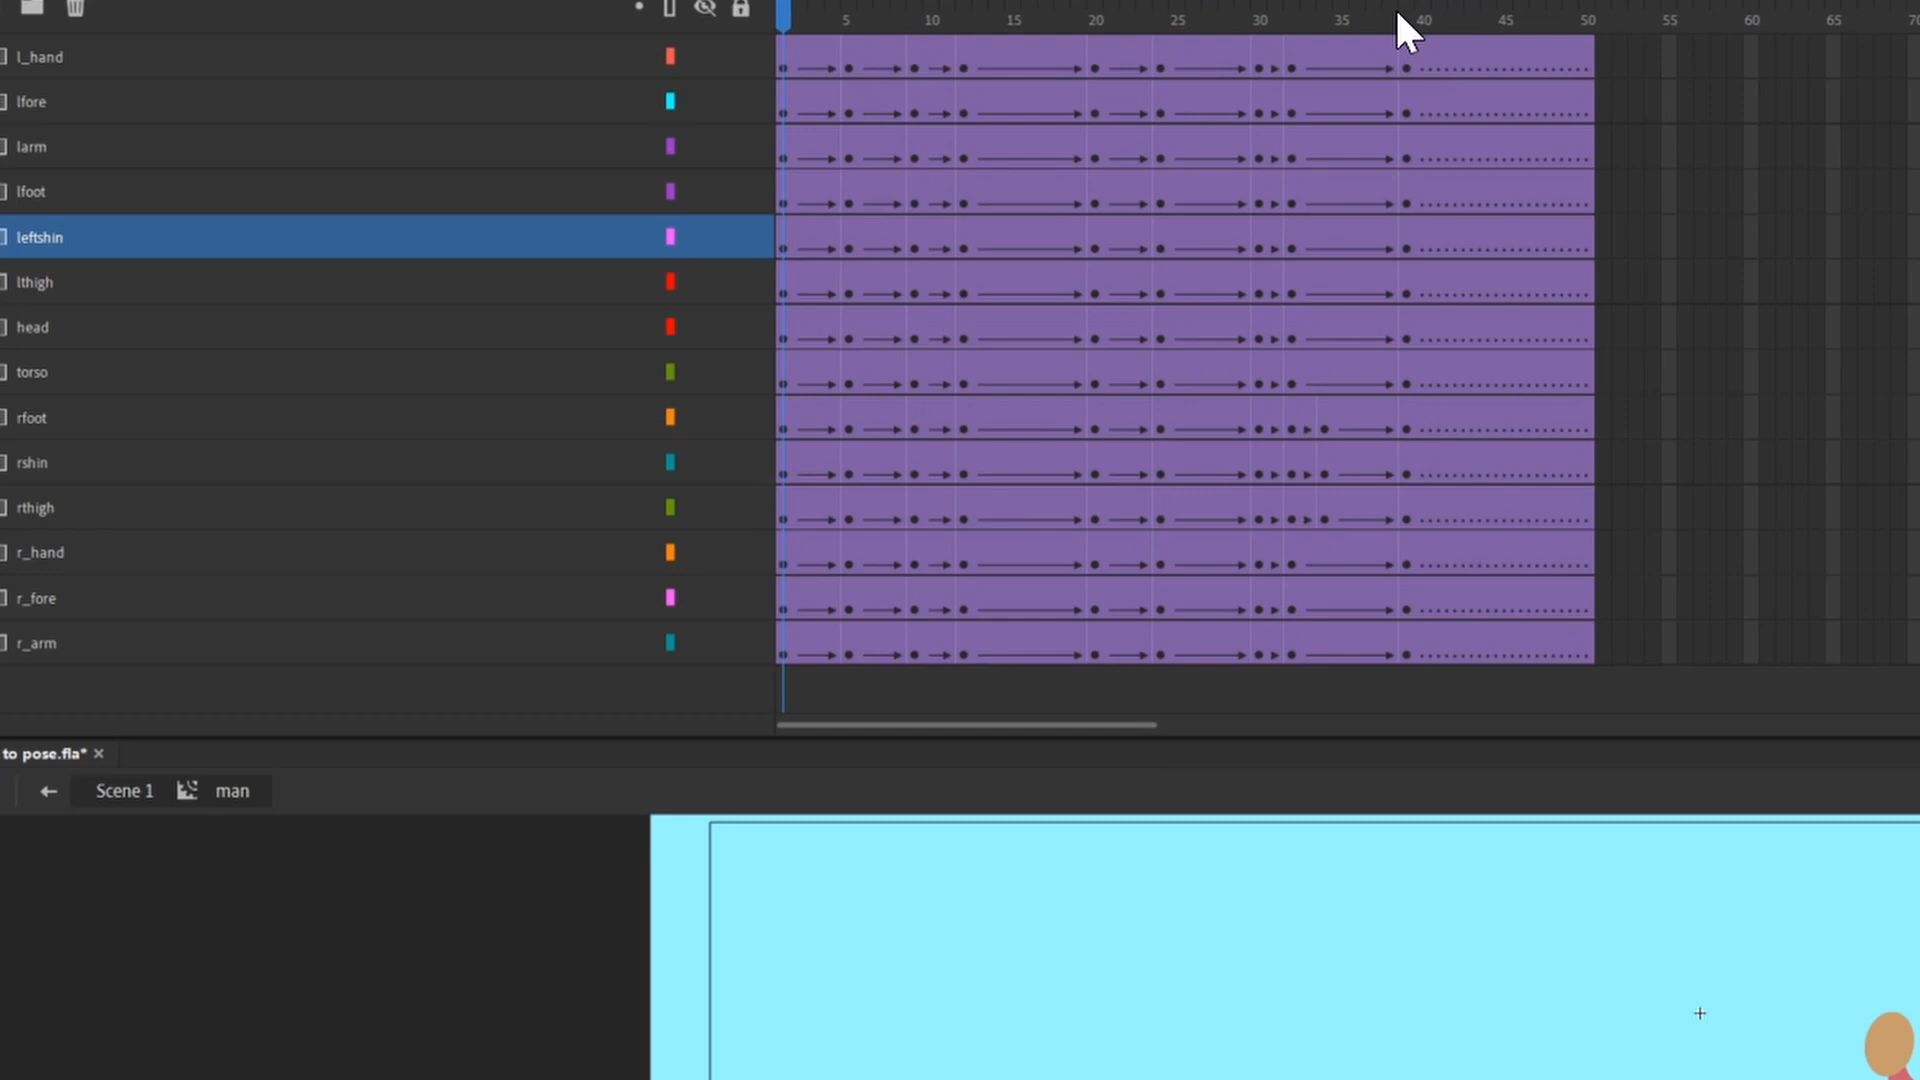 5 10 15 20 25 30 35 40 45 50 55 60 65 70
l_hand
lfore
larm
lfoot
leftshin
lthigh
head
torso
rfoot
rshin
rthigh
r_hand
r_fore
r_arm
to pose.fla* ×
Scene 1 man